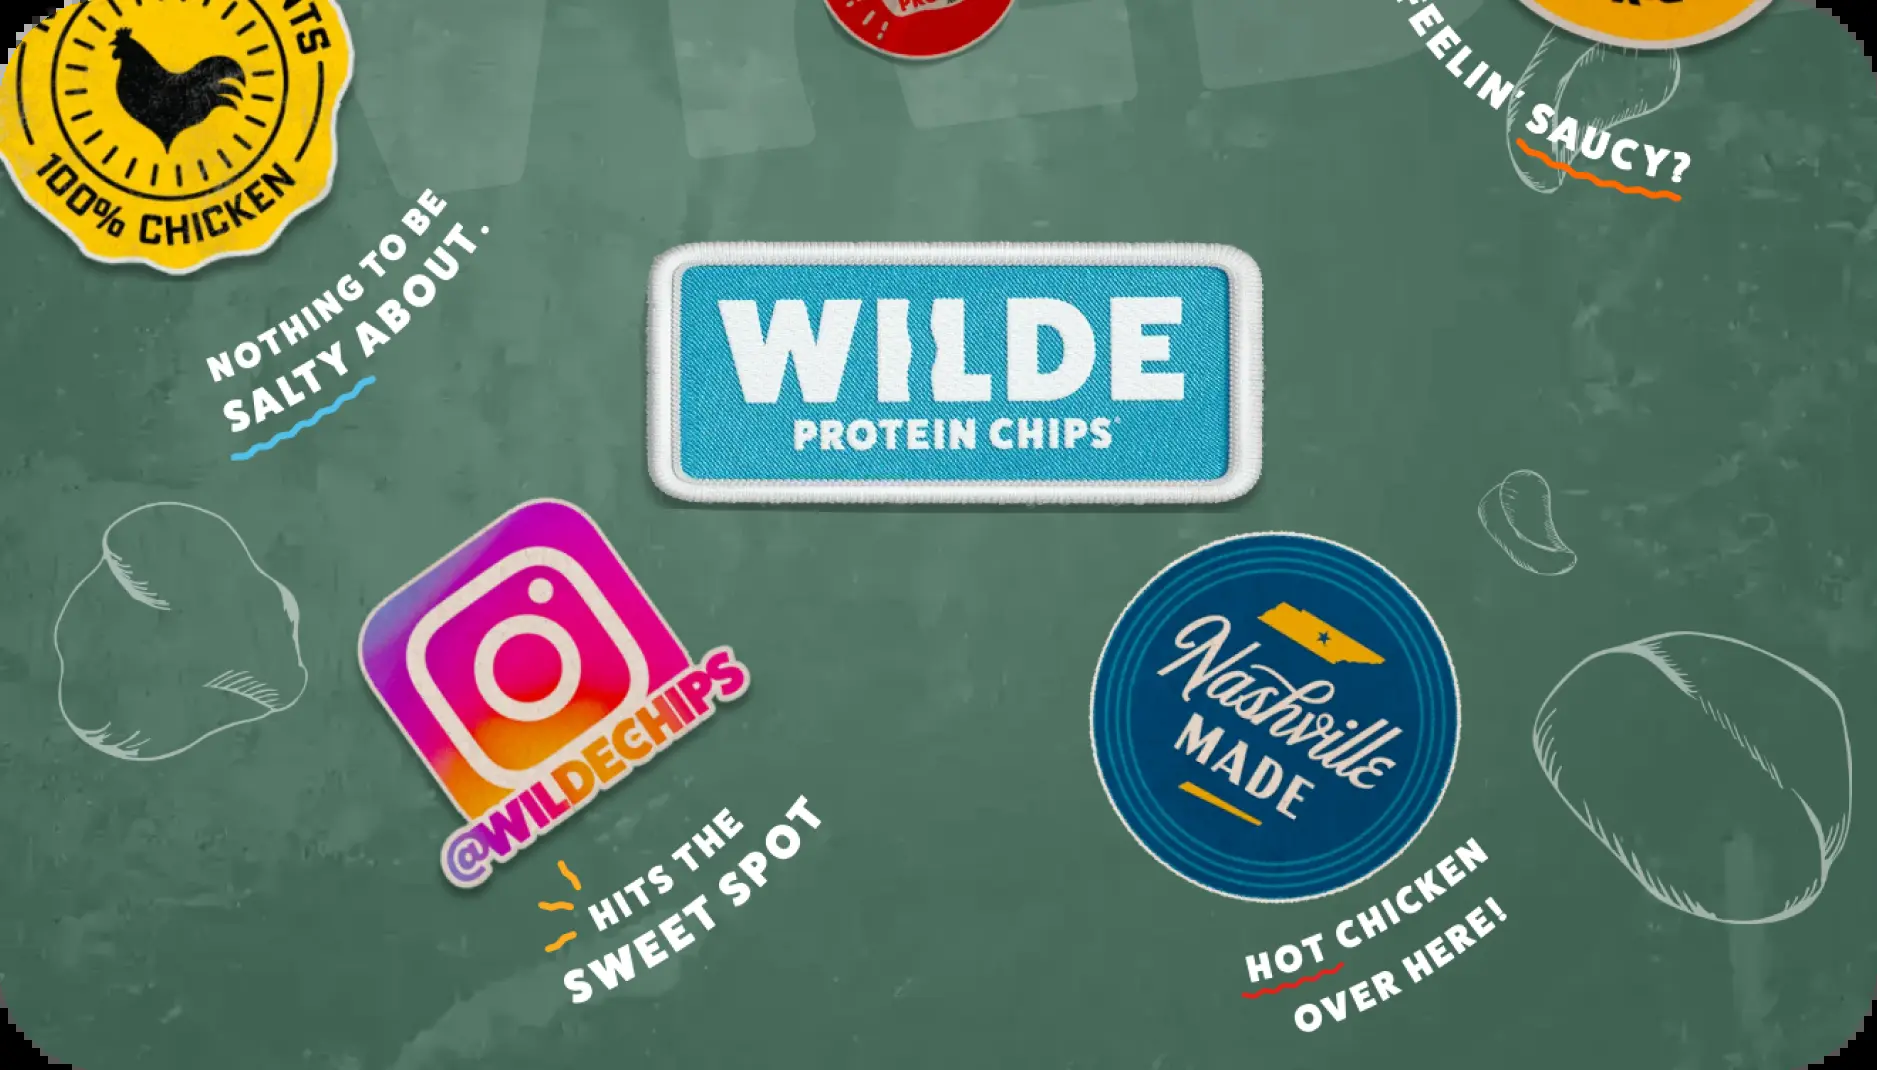 100% CHICKEN
FEELIN' SAUCY?
NOTHING TO BE
SALTY ABOUT.
WILDE
PROTEIN CHIPS
@WILDECHIPS
HITS THE
SWEET SPOT
Nashville
MADE
HOT CHICKEN
OVER HERE!